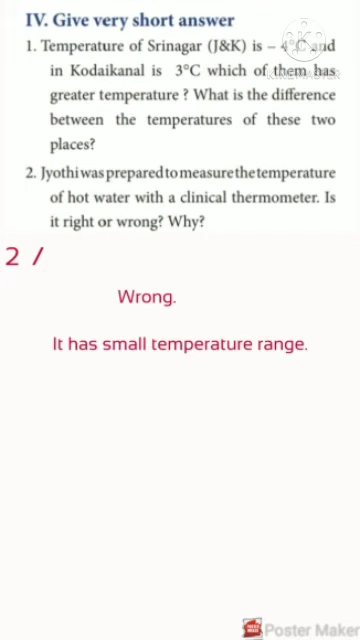 IV. Give very short answer
1. Temperature of Srinagar (J&K) is – 4°C and
in Kodaikanal is 3°C which of them has
greater temperature ? What is the difference
between the temperatures of these two
places?
2. Jyothi was prepared to measure the temperature
of hot water with a clinical thermometer. Is
it right or wrong? Why?
2 /
Wrong.
It has small temperature range.
Poster Maker